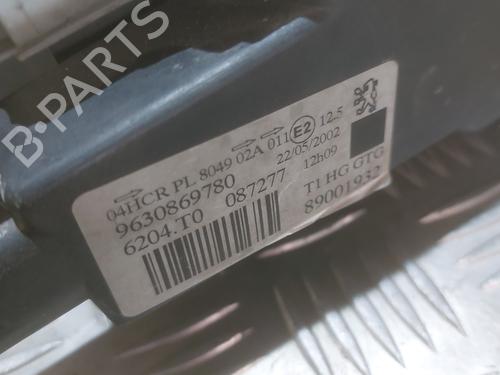 B-PARTS
04HCR PL 8049 02A 011 E2 12.5
9630869780 22/05/2002
6204.T0 087277 12h09
T1 HG GTG
89001932